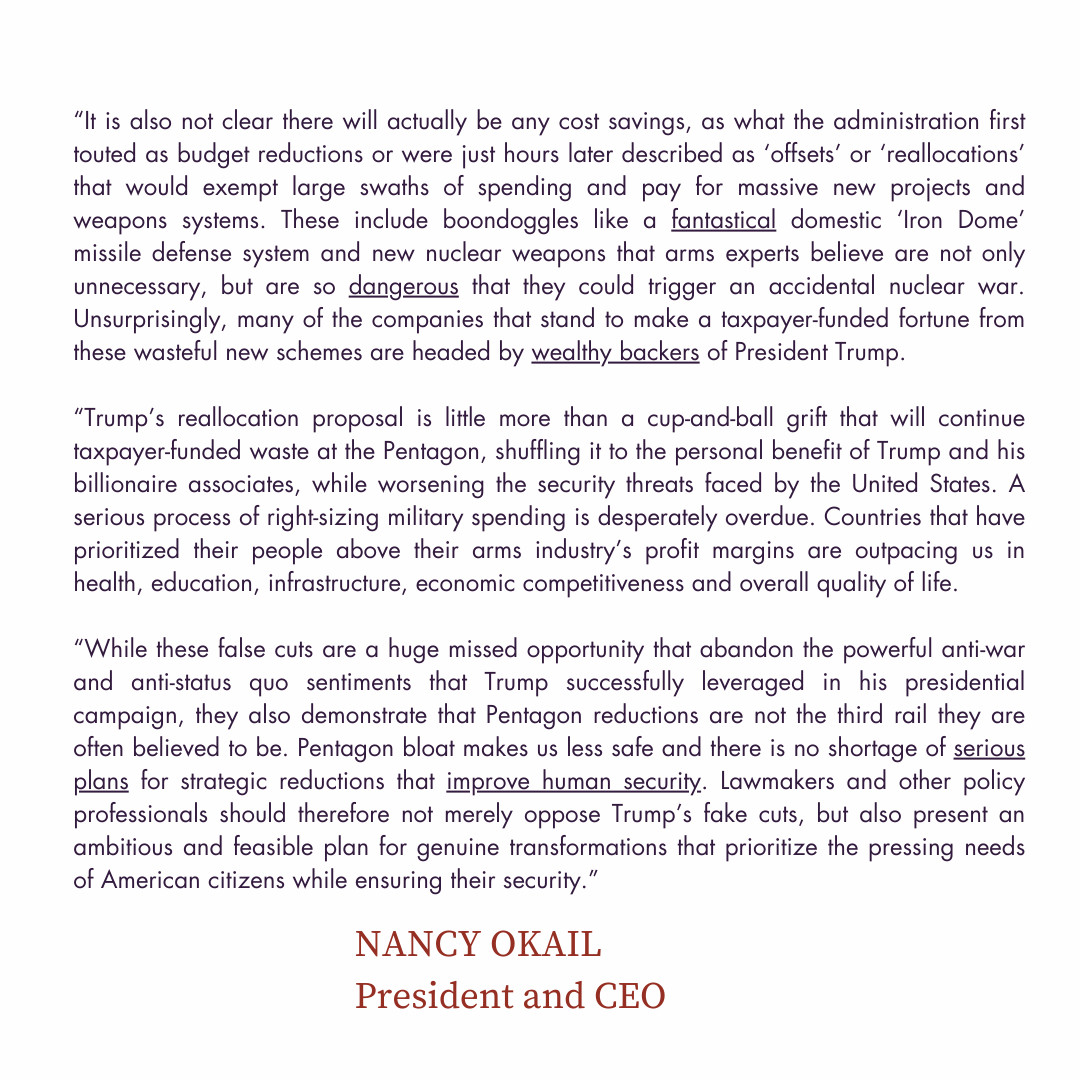 “It is also not clear there will actually be any cost savings, as what the administration first
touted as budget reductions or were just hours later described as ‘offsets’ or ‘reallocations’
that would exempt large swaths of spending and pay for massive new projects and
weapons systems. These include boondoggles like a fantastical domestic ‘Iron Dome’
missile defense system and new nuclear weapons that arms experts believe are not only
unnecessary, but are so dangerous that they could trigger an accidental nuclear war.
Unsurprisingly, many of the companies that stand to make a taxpayer-funded fortune from
these wasteful new schemes are headed by wealthy backers of President Trump.
“Trump’s reallocation proposal is little more than a cup-and-ball grift that will continue
taxpayer-funded waste at the Pentagon, shuffling it to the personal benefit of Trump and his
billionaire associates, while worsening the security threats faced by the United States. A
serious process of right-sizing military spending is desperately overdue. Countries that have
prioritized their people above their arms industry’s profit margins are outpacing us in
health, education, infrastructure, economic competitiveness and overall quality of life.
“While these false cuts are a huge missed opportunity that abandon the powerful anti-war
and anti-status quo sentiments that Trump successfully leveraged in his presidential
campaign, they also demonstrate that Pentagon reductions are not the third rail they are
often believed to be. Pentagon bloat makes us less safe and there is no shortage of serious
plans for strategic reductions that improve human security. Lawmakers and other policy
professionals should therefore not merely oppose Trump’s fake cuts, but also present an
ambitious and feasible plan for genuine transformations that prioritize the pressing needs
of American citizens while ensuring their security.”
NANCY OKAIL
President and CEO